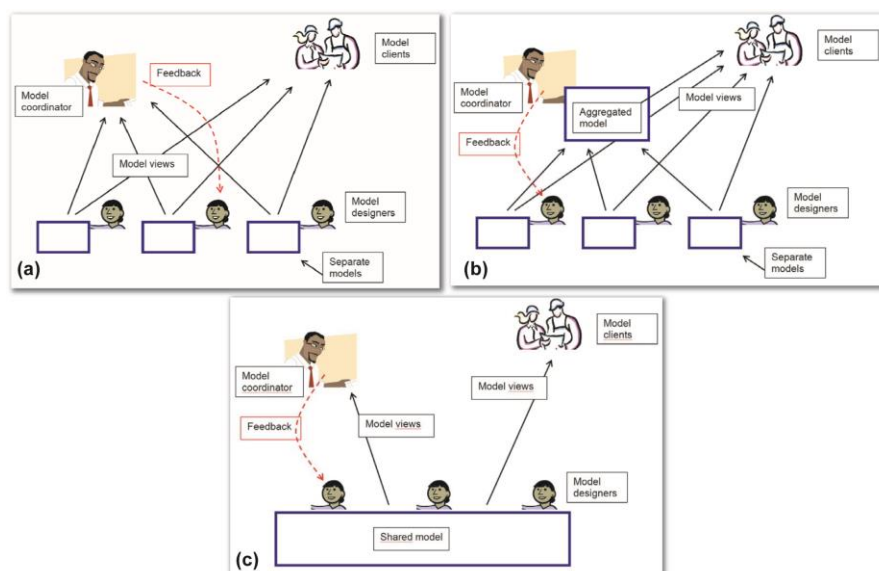 Model
clients
Feedback
Model
coordinator
Model views
Model
designers
Separate
models
(a)
Model
clients
Model
coordinator
Model views
Aggregated
model
Feedback
Model
designers
Separate
models
(b)
Model
clients
Model
coordinator
Model views
Model views
Feedback
Model
designers
Shared model
(c)